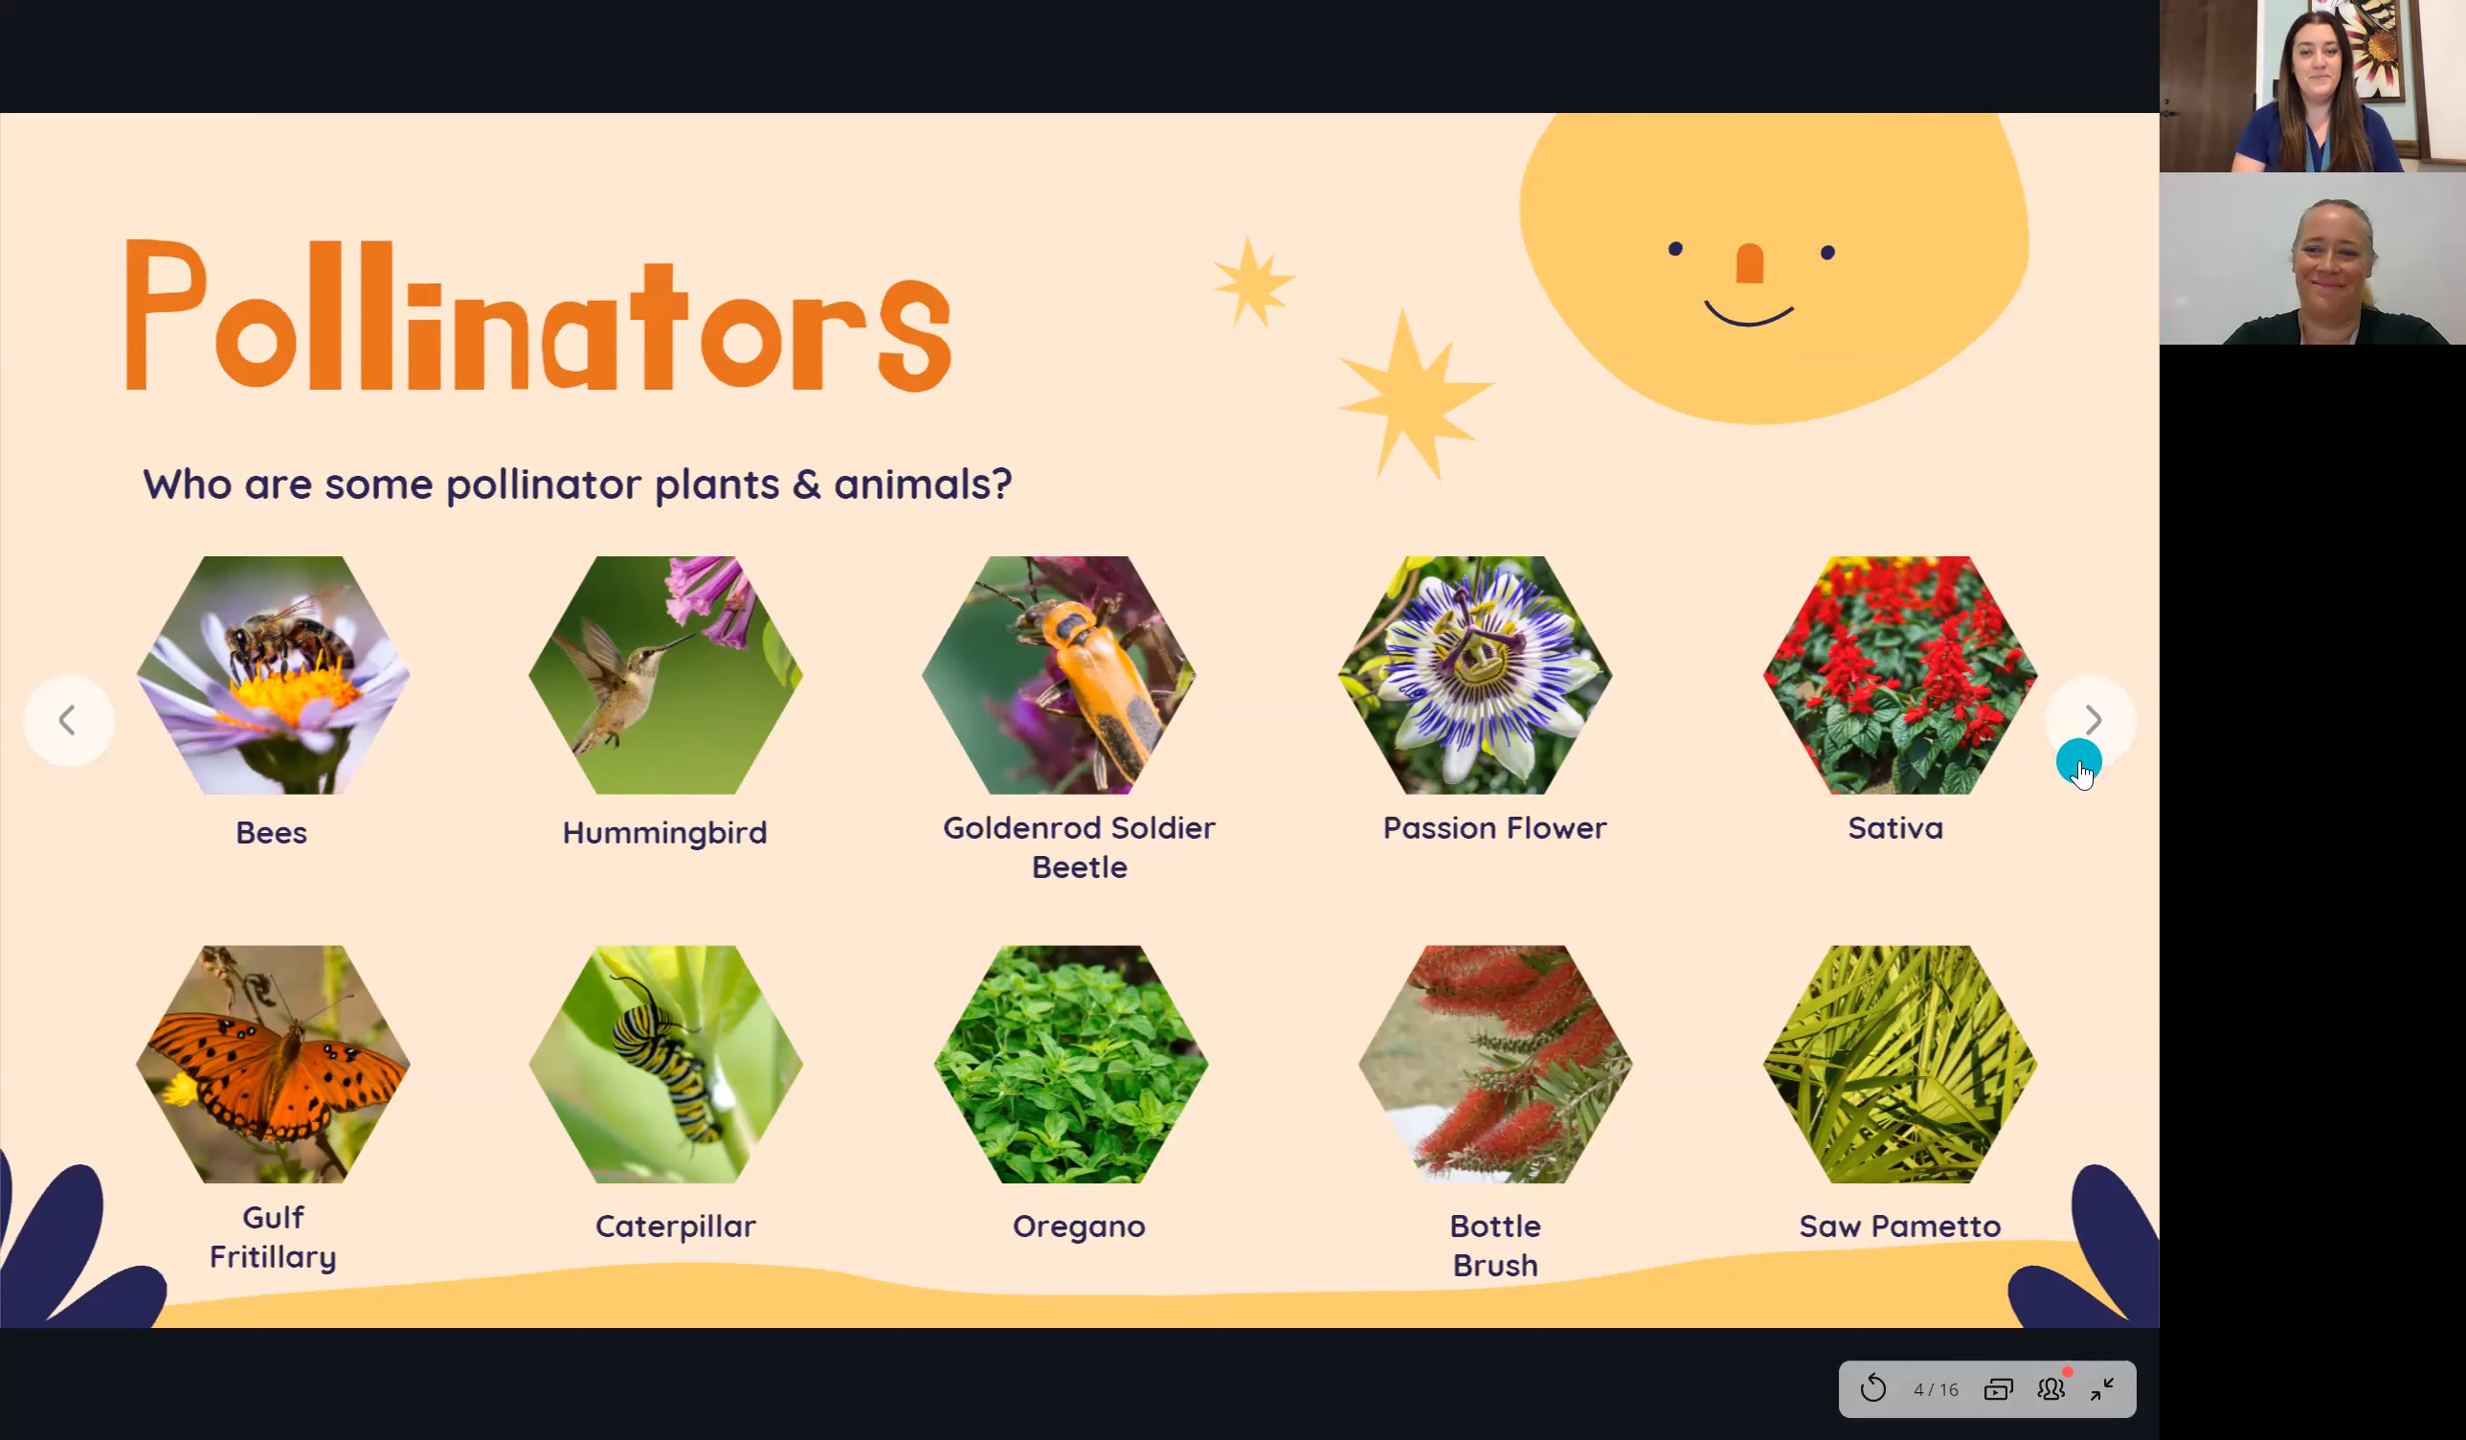 Pollinators
Who are some pollinator plants & animals?
Bees
Hummingbird
Goldenrod Soldier
Beetle
Passion Flower
Sativa
Gulf
Fritillary
Caterpillar
Oregano
Bottle
Brush
Saw Pametto
4 / 16